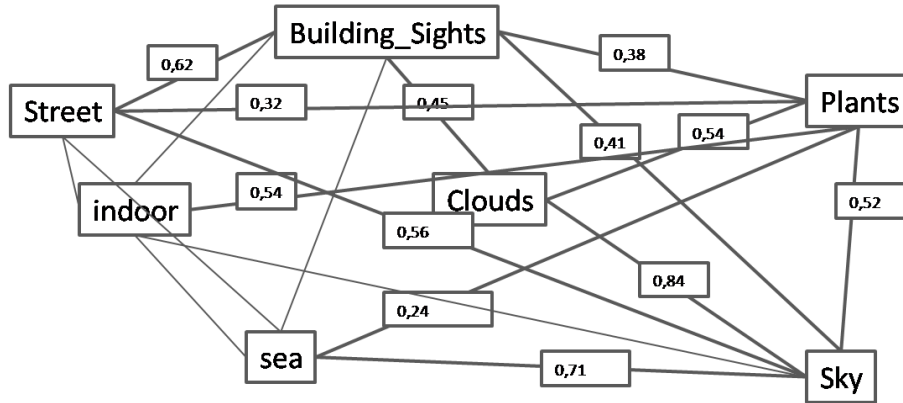 Building_Sights
0,62
0,38
Street
0,32
0,45
Plants
0,41
0,54
indoor
0,54
Clouds
0,52
0,56
0,84
0,24
sea
0,71
Sky